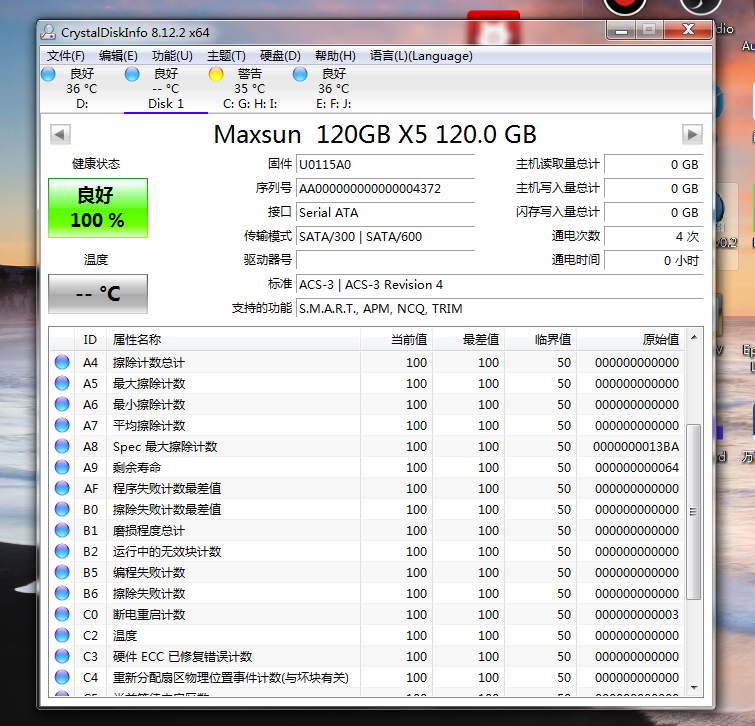 CrystalDiskInfo 8.12.2 x64
文件(F) 编辑(E) 功能(U) 主题(T) 硬盘(D) 帮助(H) 语言(L)(Language)
良好 良好 警告 良好
36 °C -- °C 35 °C 36 °C
D: Disk 1 C: G: H: I: E: F: J:
Maxsun 120GB X5 120.0 GB
健康状态
良好
100 %
温度
-- °C
固件 U0115A0
序列号 AA000000000000004372
接口 Serial ATA
传输模式 SATA/300 | SATA/600
驱动器号
标准 ACS-3 | ACS-3 Revision 4
支持的功能 S.M.A.R.T., APM, NCQ, TRIM
主机读取量总计 0 GB
主机写入量总计 0 GB
闪存写入量总计 0 GB
通电次数 4 次
通电时间 0 小时
ID 属性名称 当前值 最差值 临界值 原始值
A4 擦除计数总计 100 100 50 000000000000
A5 最大擦除计数 100 100 50 000000000000
A6 最小擦除计数 100 100 50 000000000000
A7 平均擦除计数 100 100 50 000000000000
A8 Spec 最大擦除计数 100 100 50 0000000013BA
A9 剩余寿命 100 100 50 000000000064
AF 程序失败计数最差值 100 100 50 000000000000
B0 擦除失败计数最差值 100 100 50 000000000000
B1 磨损程度总计 100 100 50 000000000000
B2 运行中的无效块计数 100 100 50 000000000000
B5 编程失败计数 100 100 50 000000000000
B6 擦除失败计数 100 100 50 000000000000
C0 断电重启计数 100 100 50 000000000003
C2 温度 100 100 50 000000000000
C3 硬件 ECC 已修复错误计数 100 100 50 000000000000
C4 重新分配扇区物理位置事件计数(与坏块有关) 100 100 50 000000000000
dio
v0.2